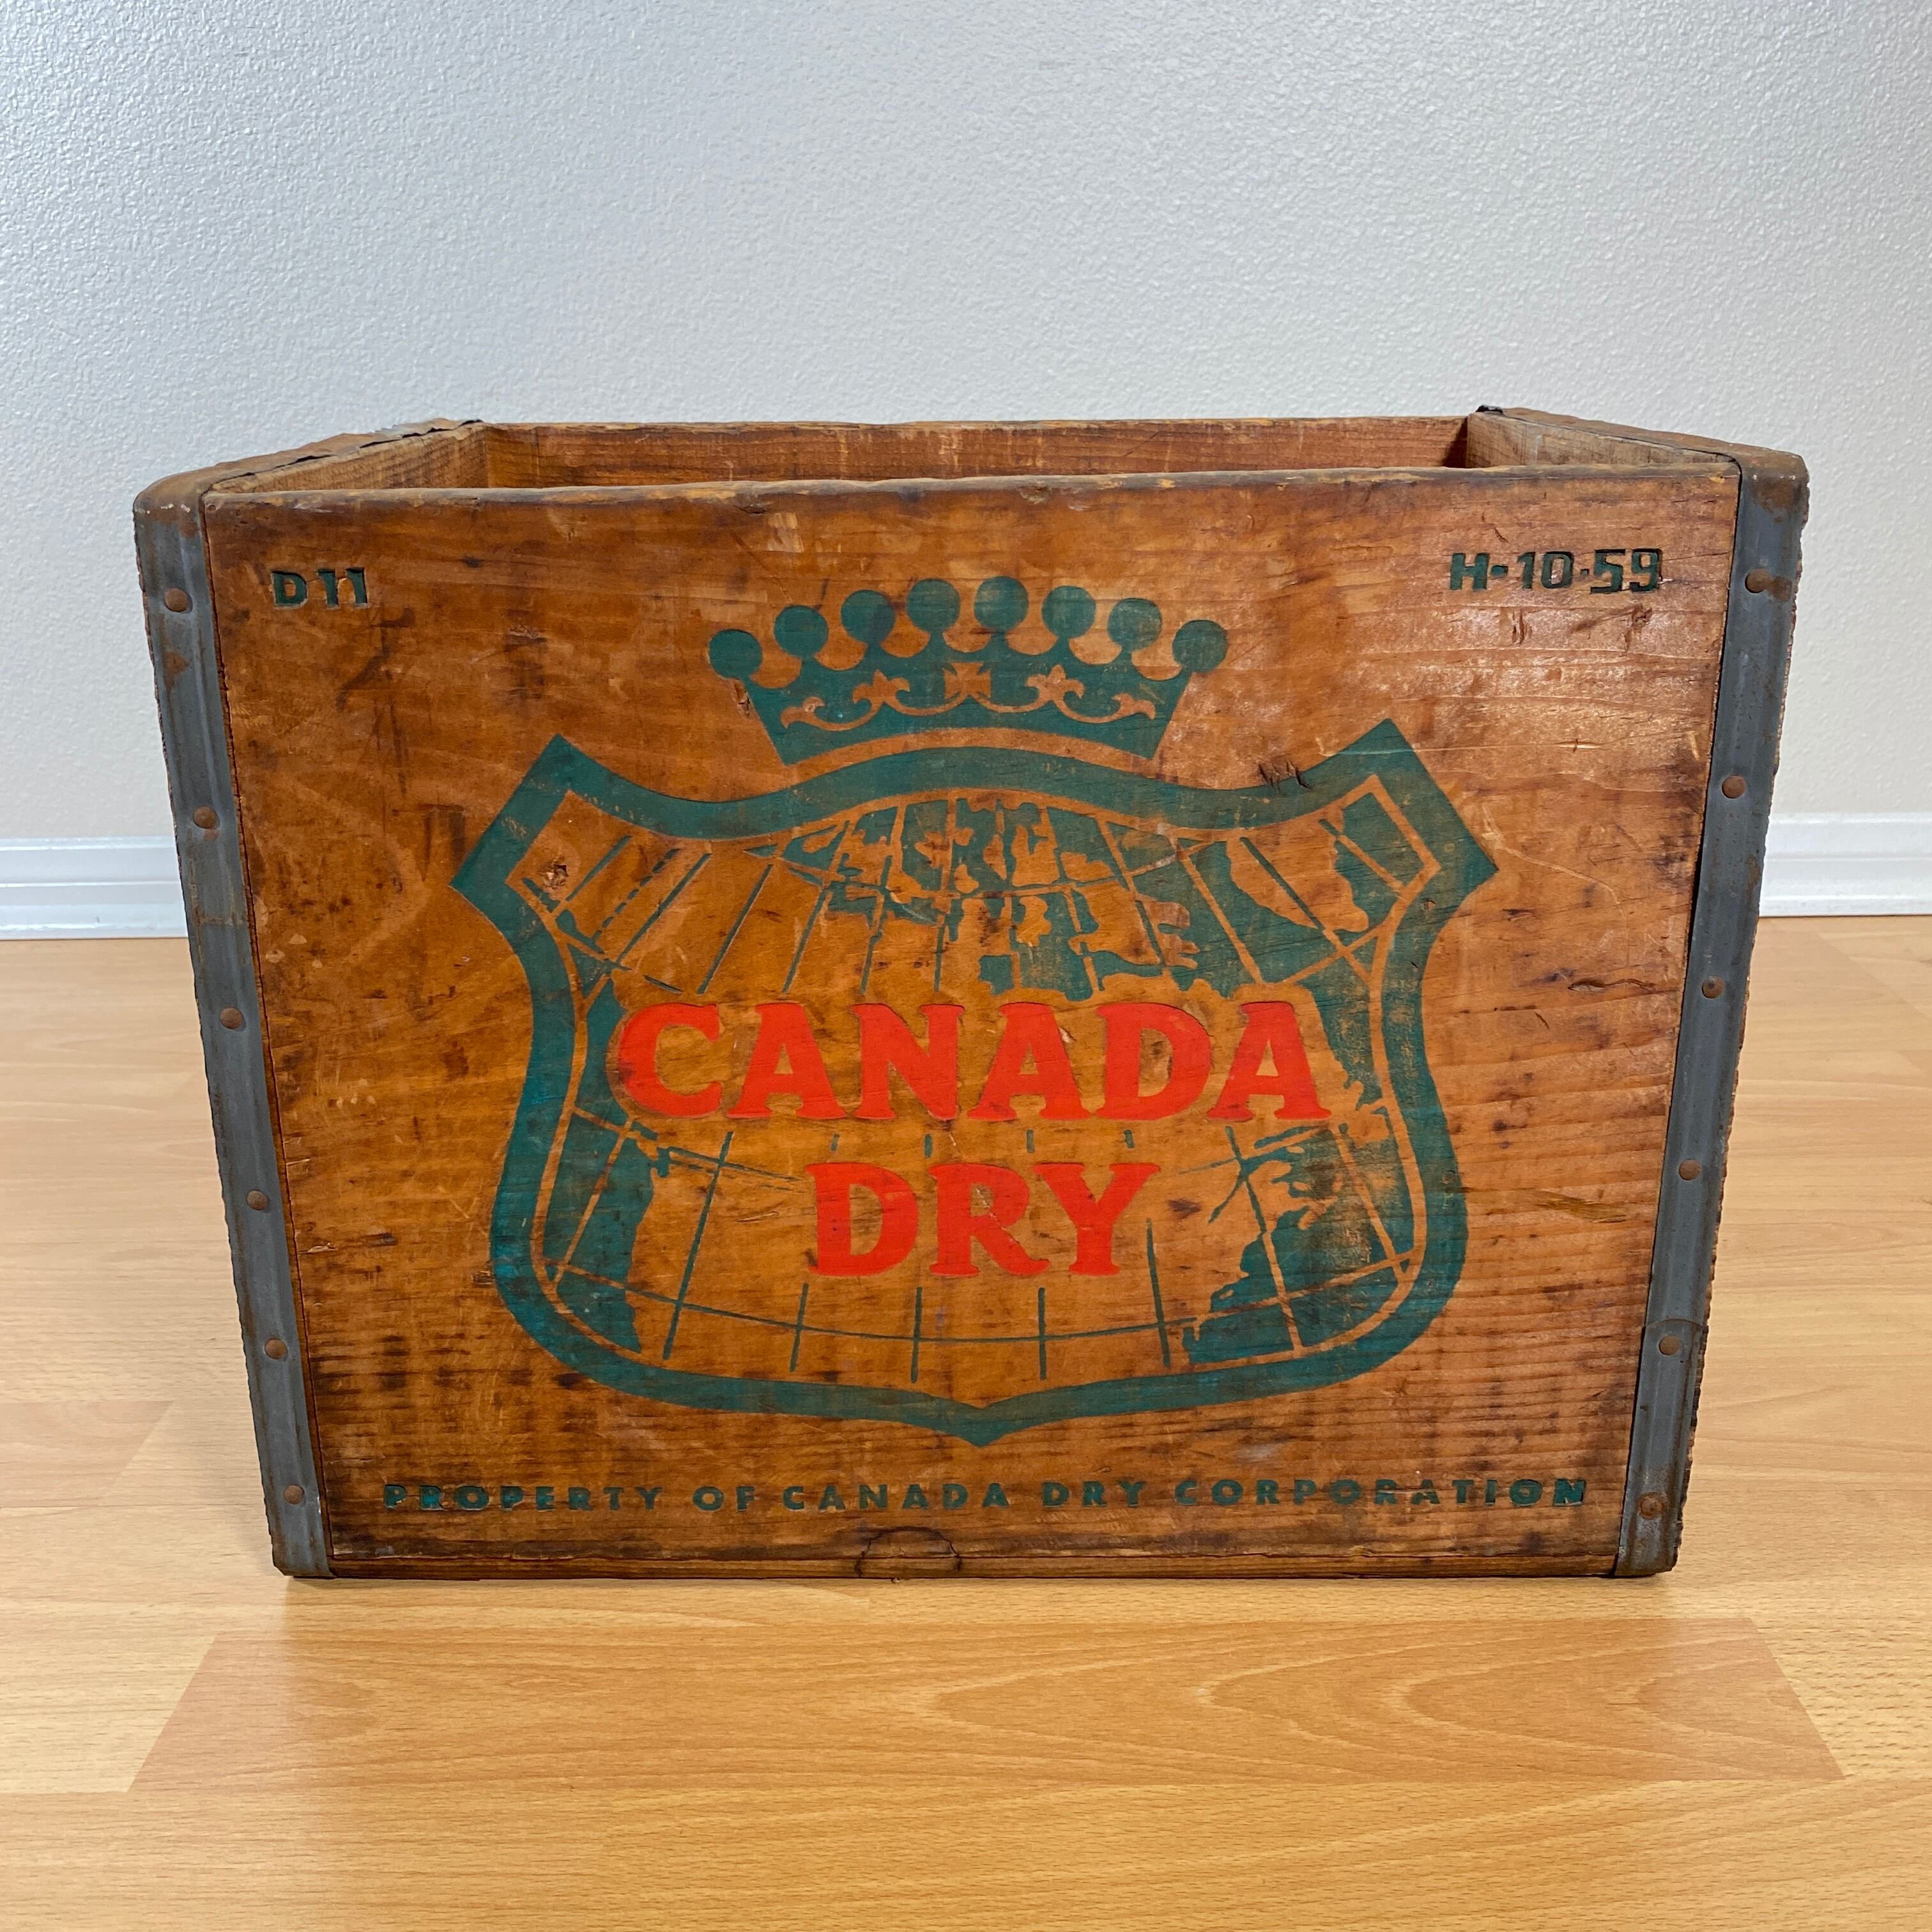 D11
H-10-59
CANADA
DRY
PROPERTY OF CANADA DRY CORPORATION